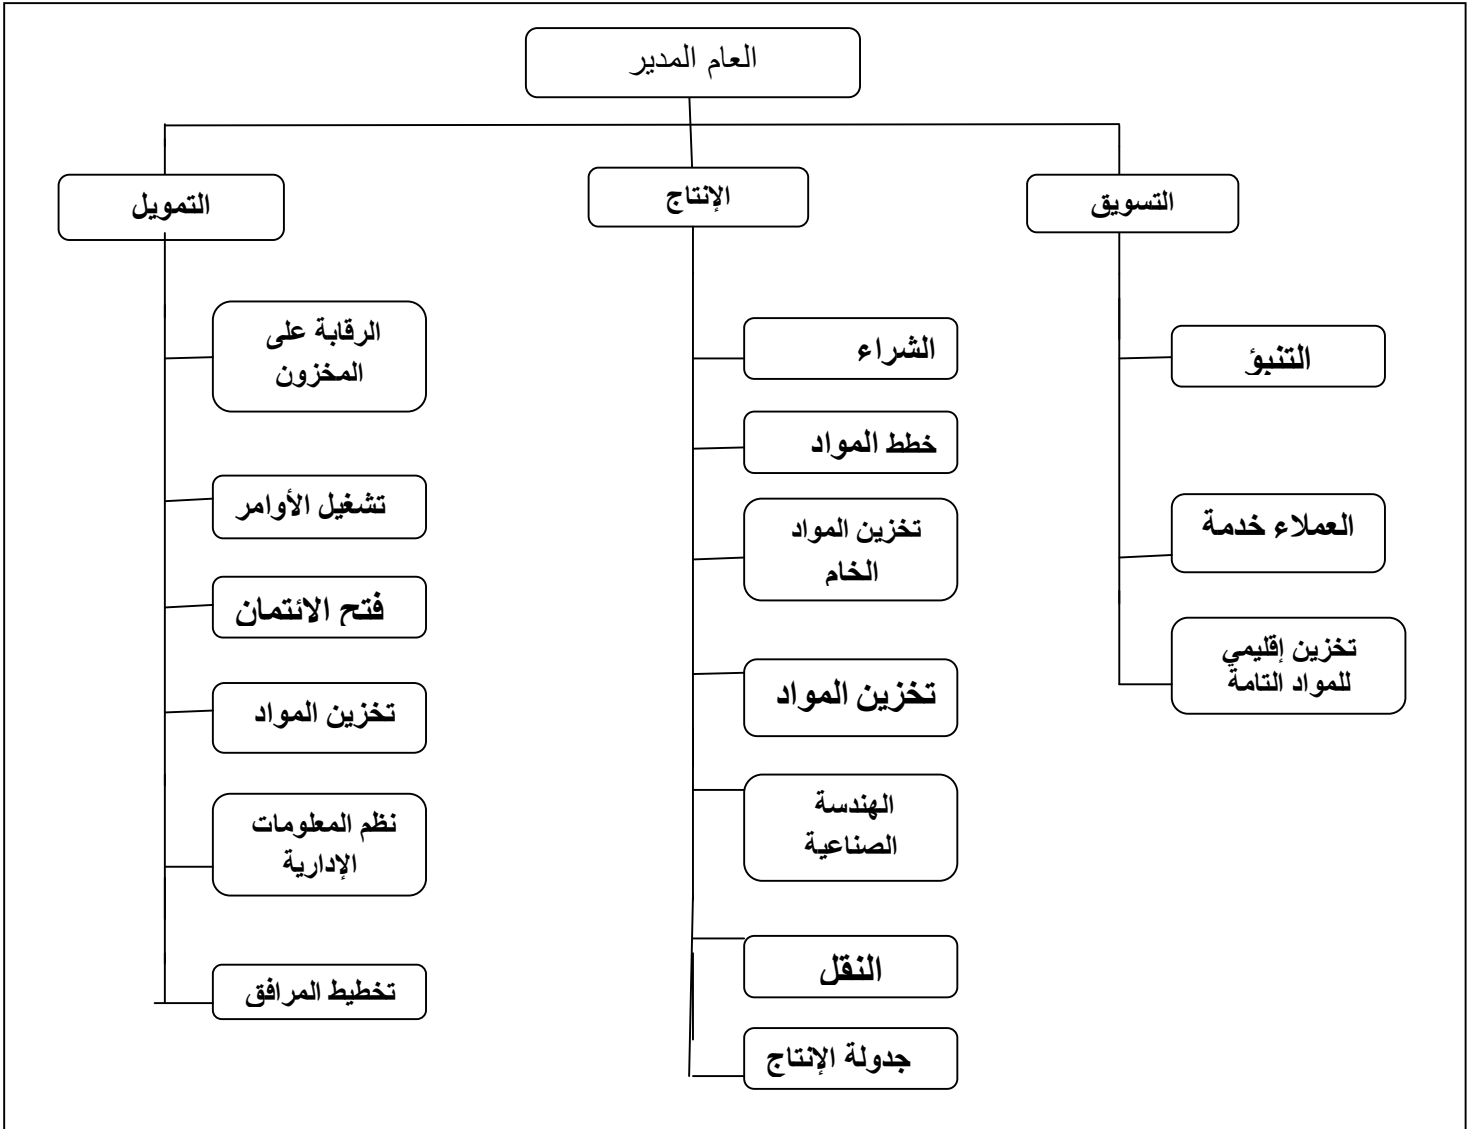 العام المدير
التسويق
الإنتاج
التمويل
التنبؤ
العملاء خدمة
تخزين إقليمي
للمواد التامة
الشراء
خطط المواد
تخزين المواد
الخام
تخزين المواد
الهندسة
الصناعية
النقل
جدولة الإنتاج
الرقابة على
المخزون
تشغيل الأوامر
فتح الائتمان
تخزين المواد
نظم المعلومات
الإدارية
تخطيط المرافق